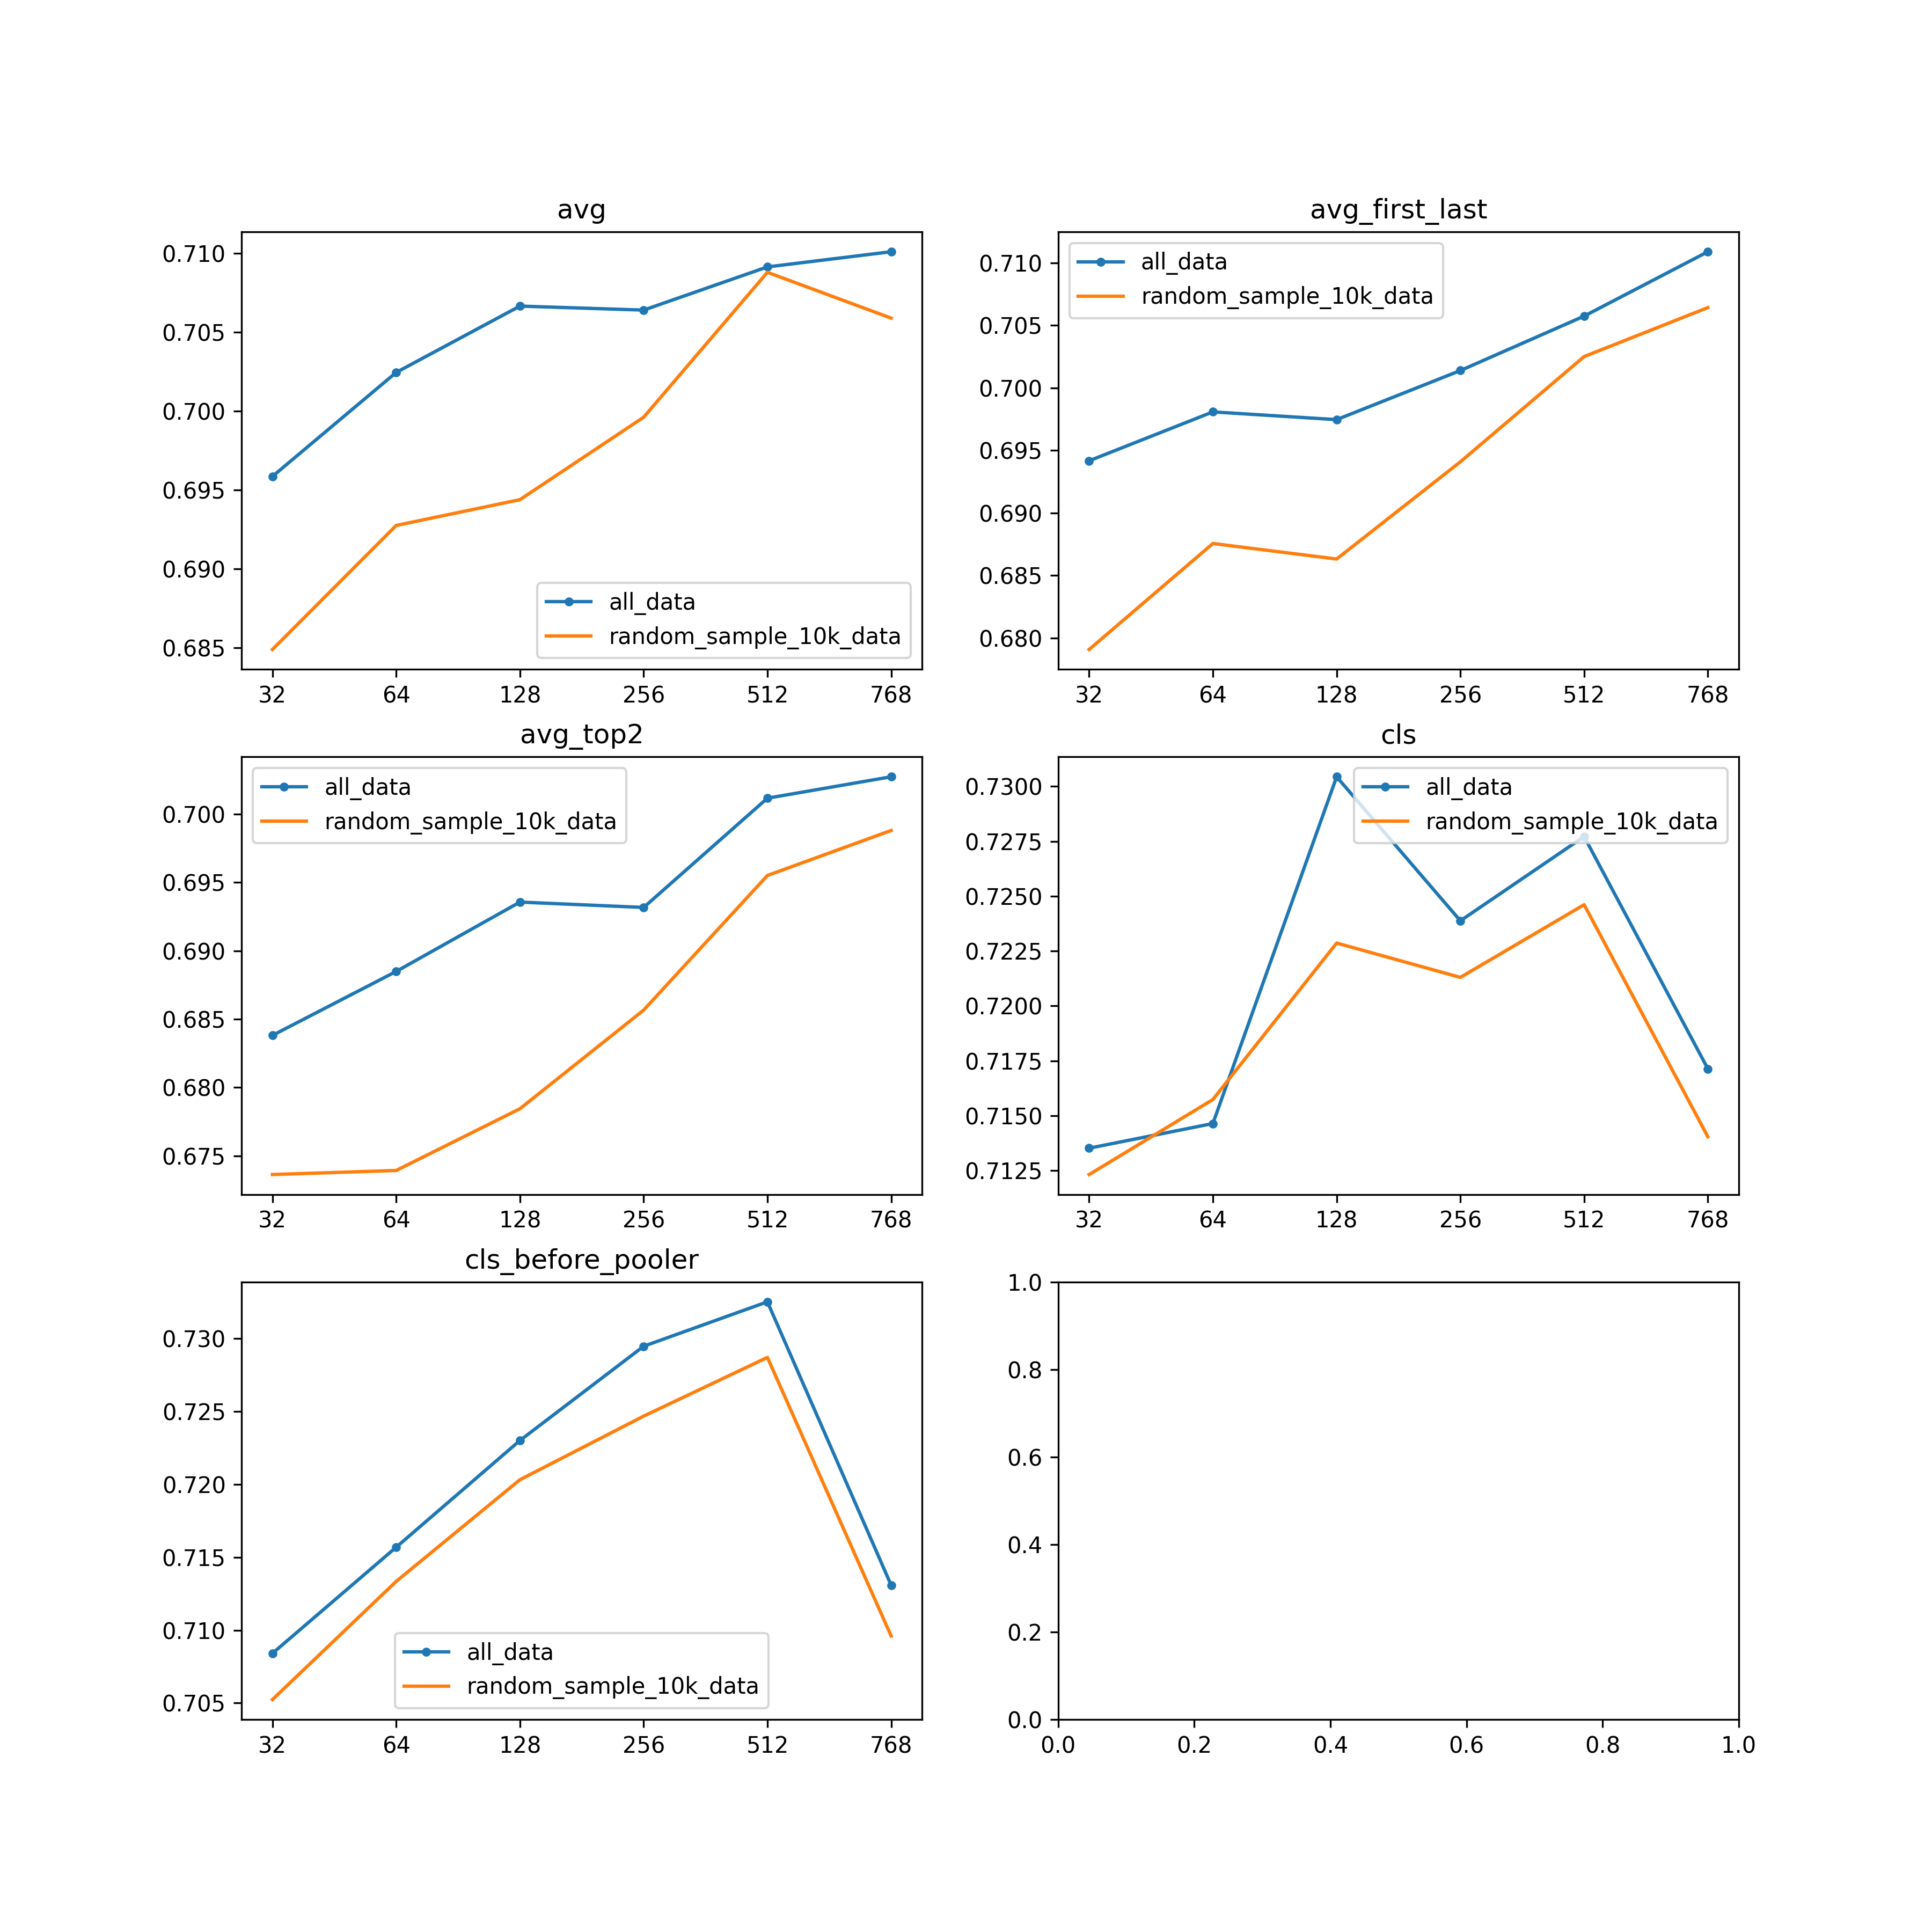 avg
0.710
0.705
0.700
0.695
0.690
0.685
all_data
random_sample_10k_data
32 64 128 256 512 768
avg_first_last
0.710
0.705
0.700
0.695
0.690
0.685
0.680
all_data
random_sample_10k_data
32 64 128 256 512 768
avg_top2
0.700
0.695
0.690
0.685
0.680
0.675
all_data
random_sample_10k_data
32 64 128 256 512 768
cls
0.7300
0.7275
0.7250
0.7225
0.7200
0.7175
0.7150
0.7125
all_data
random_sample_10k_data
32 64 128 256 512 768
cls_before_pooler
0.730
0.725
0.720
0.715
0.710
0.705
all_data
random_sample_10k_data
32 64 128 256 512 768
1.0
0.8
0.6
0.4
0.2
0.0
0.0 0.2 0.4 0.6 0.8 1.0